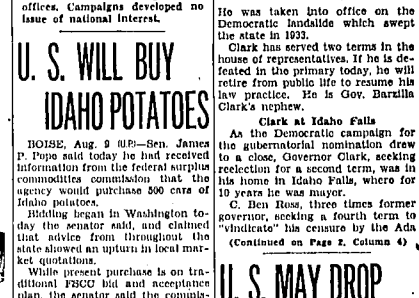 offices. Campaigns developed no
issue of national interest.
U. S. WILL BUY
IDAHO POTATOES
BOISE, Aug. 9 (U.P.)—Sen. James
P. Pope said today he had received
information from the federal surplus
commodities commission that the
agency would purchase 500 cars of
Idaho potatoes.
Bidding began in Washington to-
day the senator said, and claimed
that advice from throughout the
state showed an upturn in local mar-
ket quotations.
While present purchase is on tra-
ditional FSCC bid and acceptance
plan, the senator said the commis-
He was taken into office on the
Democratic landslide which swept
the state in 1933.
Clark has served two terms in the
house of representatives. If he is de-
feated in the primary today, he will
retire from public life to resume his
law practice. He is Gov. Barzilla
Clark's nephew.
Clark at Idaho Falls
As the Democratic campaign for
the gubernatorial nomination drew
to a close, Governor Clark, seeking
reelection for a second term, was in
his home in Idaho Falls, where for
10 years he was mayor.
C. Ben Ross, three times former
governor, seeking a fourth term to
"vindicate" his censure by the Ada
(Continued on Page 2, Column 4)
U. S. MAY DROP